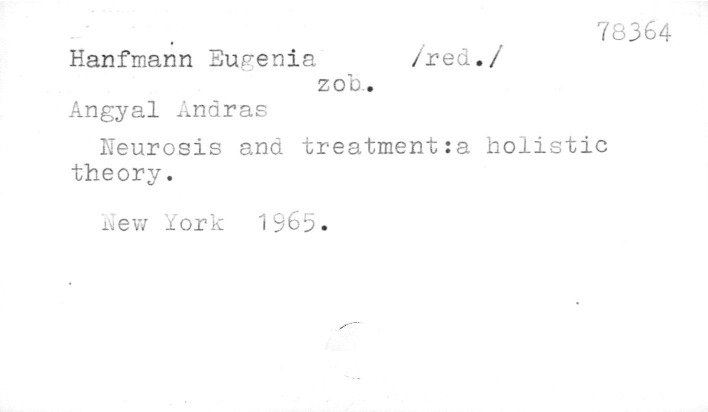 78364
Hanfmann Eugenia /red./
zob.
Angyal Andras
Neurosis and treatment:a holistic
theory.
New York 1965.